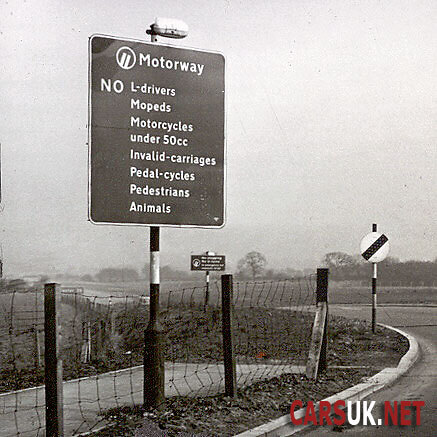 Motorway
NO L-drivers
Mopeds
Motorcycles
under 50cc
Invalid-carriages
Pedal-cycles
Pedestrians
Animals
CARSUK.NET